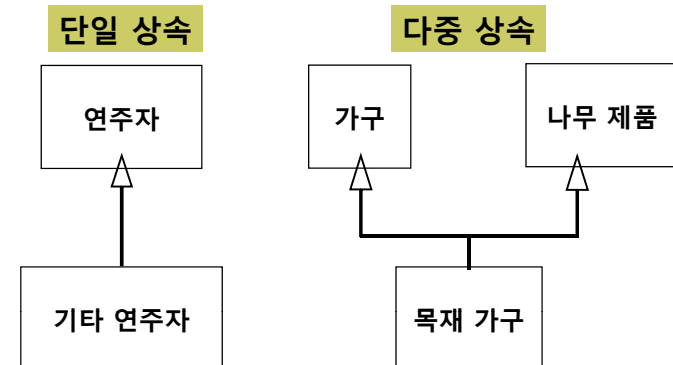 단일 상속
다중 상속
연주자
가구
나무 제품
기타 연주자
목재 가구